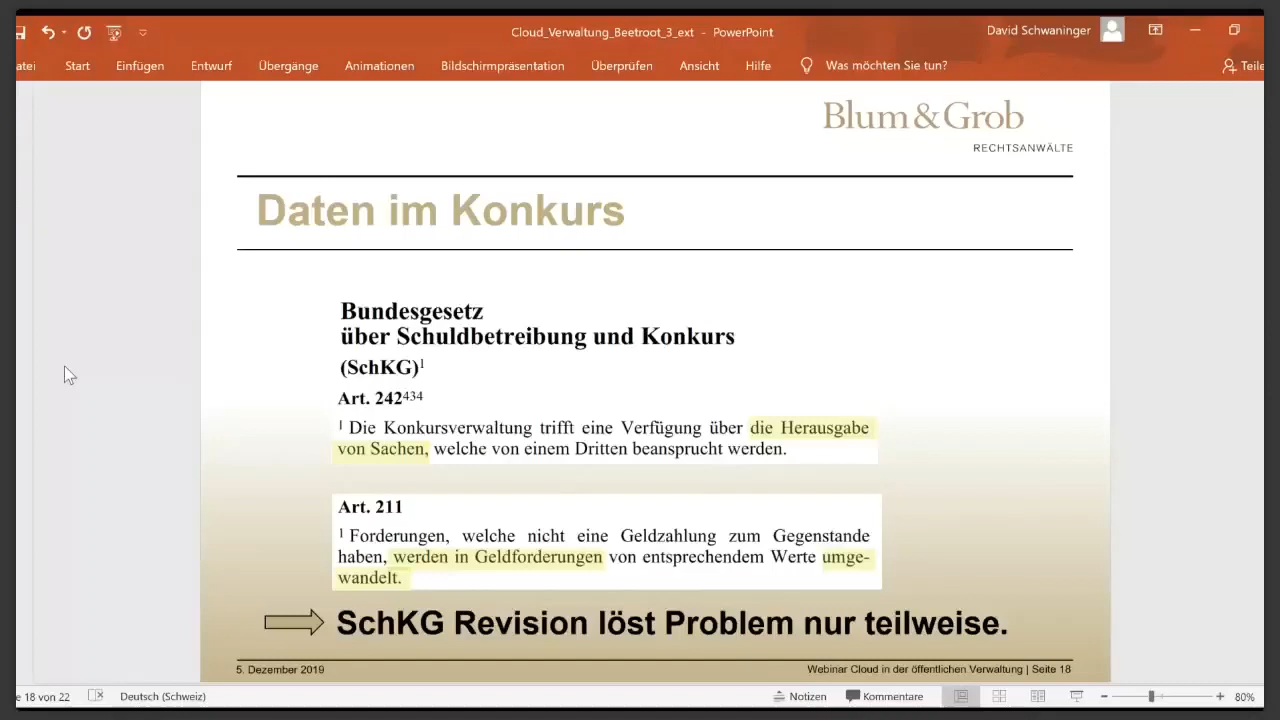 Cloud_Verwaltung_Beetroot_3_ext - PowerPoint
David Schwaninger
atei Start Einfügen Entwurf Übergänge Animationen Bildschirmpräsentation Überprüfen Ansicht Hilfe Was möchten Sie tun? Teile
Blum & Grob
RECHTSANWÄLTE
Daten im Konkurs
Bundesgesetz
über Schuldbetreibung und Konkurs
(SchKG)1
Art. 242434
1 Die Konkursverwaltung trifft eine Verfügung über die Herausgabe
von Sachen, welche von einem Dritten beansprucht werden.
Art. 211
1 Forderungen, welche nicht eine Geldzahlung zum Gegenstande
haben, werden in Geldforderungen von entsprechendem Werte umge-
wandelt.
SchKG Revision löst Problem nur teilweise.
5. Dezember 2019
Webinar Cloud in der öffentlichen Verwaltung | Seite 18
e 18 von 22 Deutsch (Schweiz) Notizen Kommentare 80%